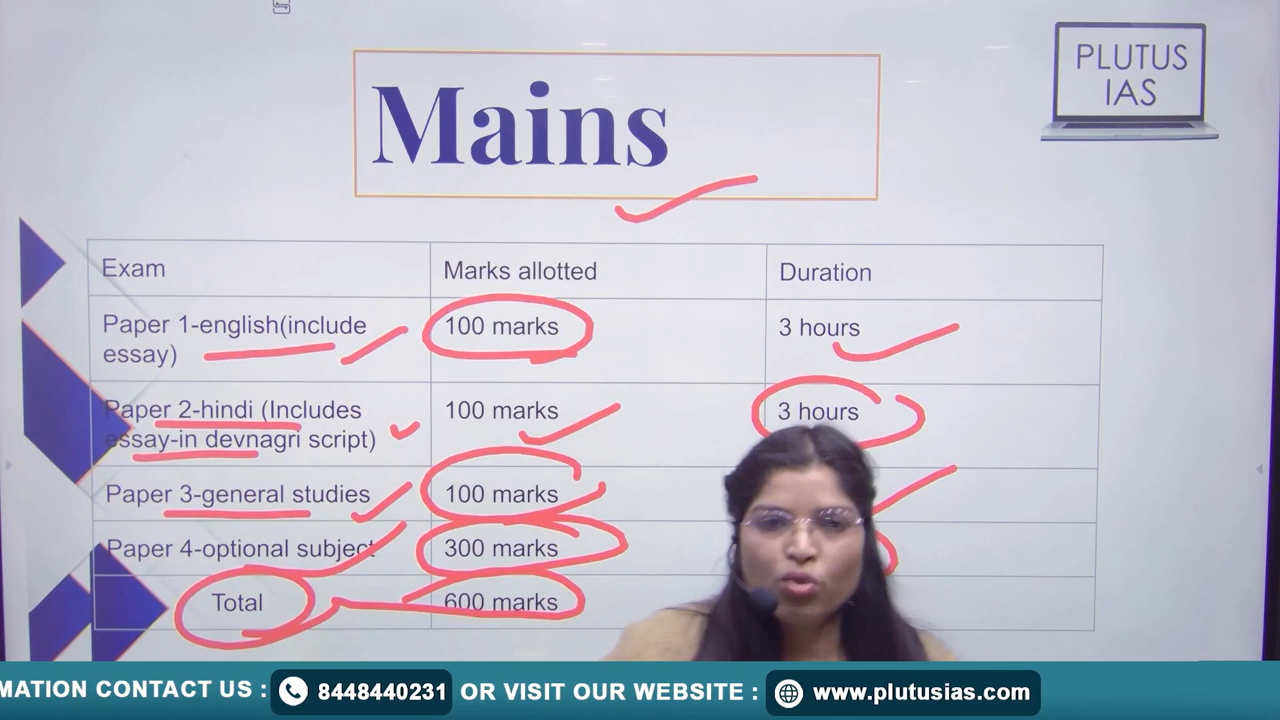 PLUTUS
IAS
Mains
Exam
Marks allotted
Duration
Paper 1-english(include
essay)
100 marks
3 hours
Paper 2-hindi (Includes
essay-in devnagri script)
100 marks
3 hours
Paper 3-general studies
100 marks
Paper 4-optional subject
300 marks
Total
600 marks
MATION CONTACT US : 8448440231 OR VISIT OUR WEBSITE : www.plutusias.com